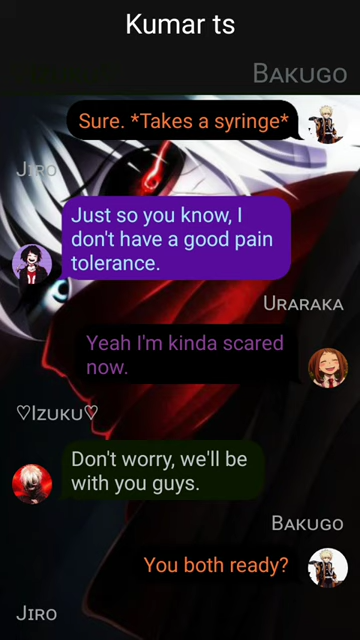 Kumar ts
Bakugo
Sure. *Takes a syringe*
Jiro
Just so you know, I
don't have a good pain
tolerance.
Uraraka
Yeah I'm kinda scared
now.
♡Izuku♡
Don't worry, we'll be
with you guys.
Bakugo
You both ready?
Jiro